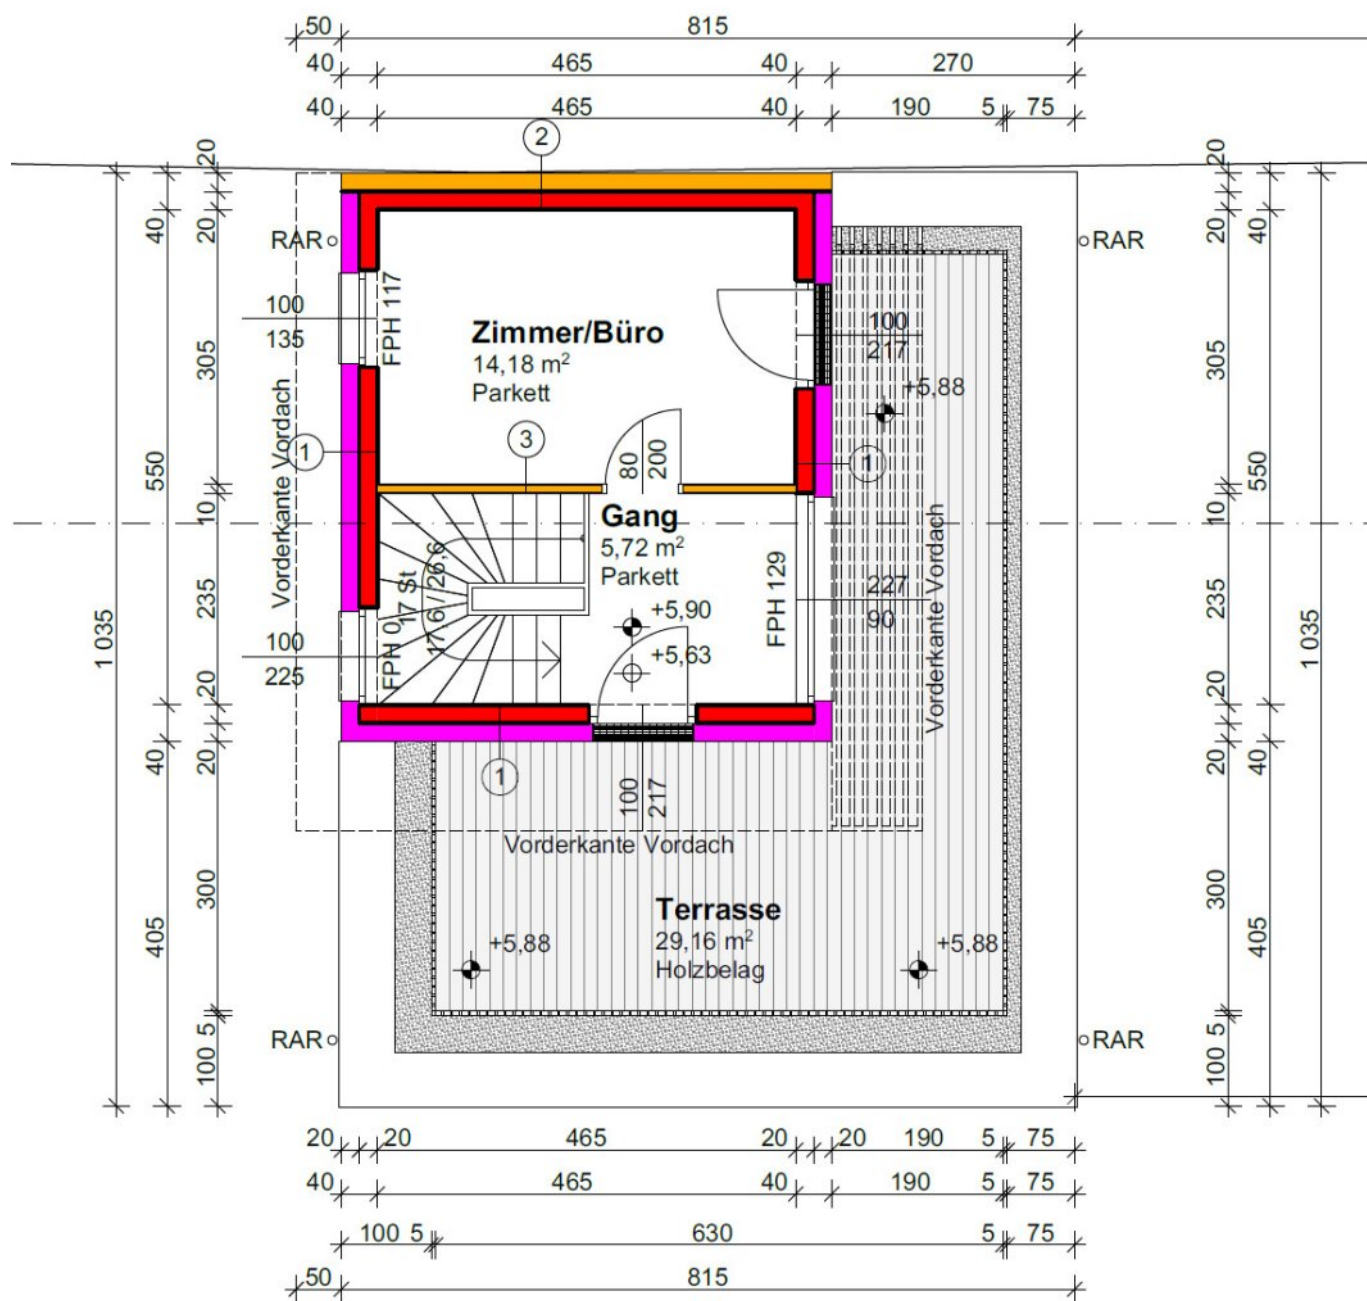 50 815
40 465 40 270
40 465 40 190 5 75
2
20 20
40 20 20 40
RAR RAR
FPH 117
100
135
Zimmer/Büro
14,18 m²
Parkett
100
217
+5,88
305 305
Vorderkante Vordach
1 3 80
200 1
550 550
10 10
Gang
5,72 m²
Parkett
17 St
17,6 / 26,6
FPH 129
227
90
Vorderkante Vordach
+5,90
+5,63
235 235
1 035 1 035
FPH 0
100
225
20 20
40 20 20 40
1
100
217
Vorderkante Vordach
300 300
405 405
Terrasse
29,16 m²
Holzbelag
+5,88 +5,88
RAR RAR
5 5
100 100
20 20 465 20 20 190 5 75
40 465 40 190 5 75
100 5 630 5 75
50 815